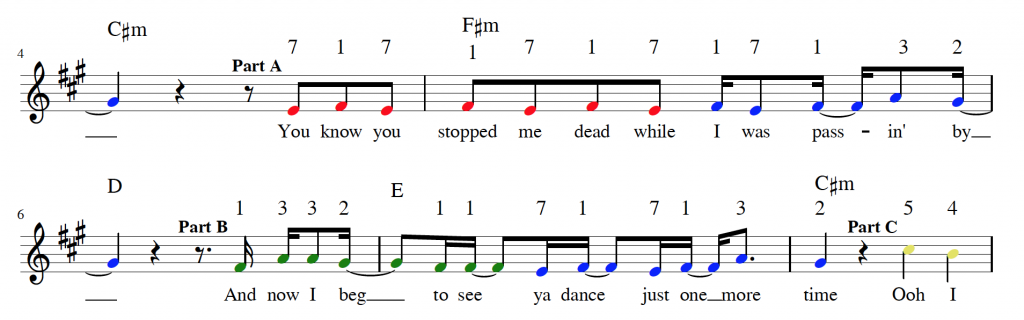 C♯m F♯m
4 7 1 7 1 7 1 7 1 7 1 3 2
Part A
You know you stopped me dead while I was pass - in' by
D E C♯m
6 1 3 3 2 1 1 7 1 7 1 3 2 5 4
Part B Part C
And now I beg to see ya dance just one more time Ooh I